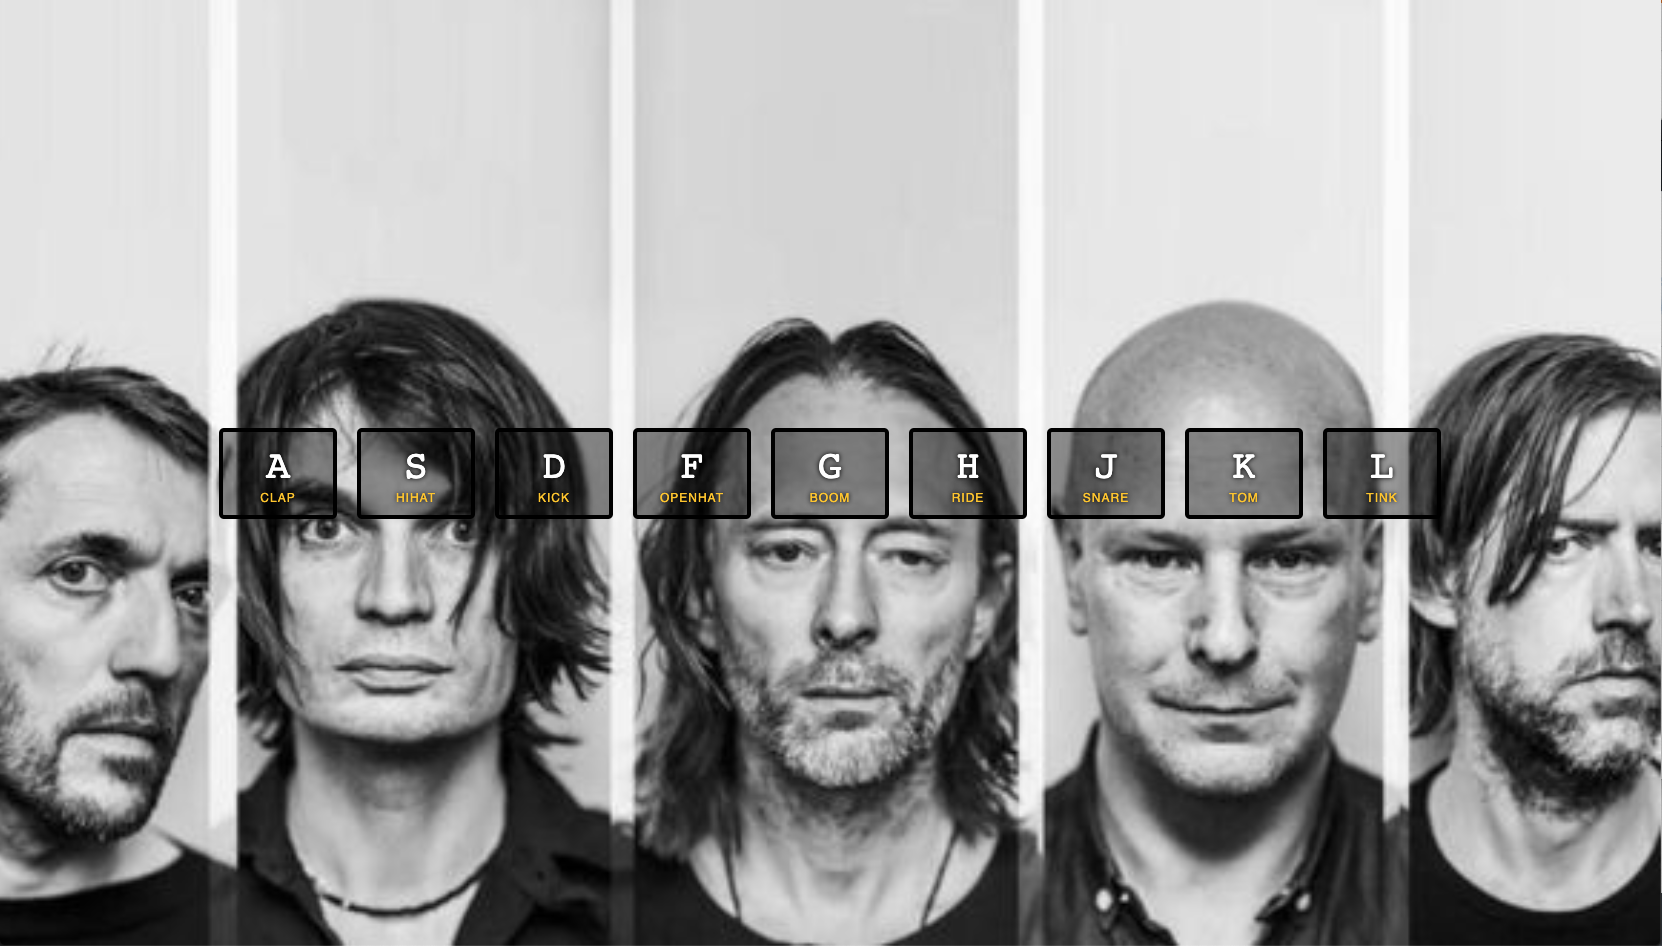 A S D F G H J K L
CLAP HIHAT KICK OPENHAT BOOM RIDE SNARE TOM TINK